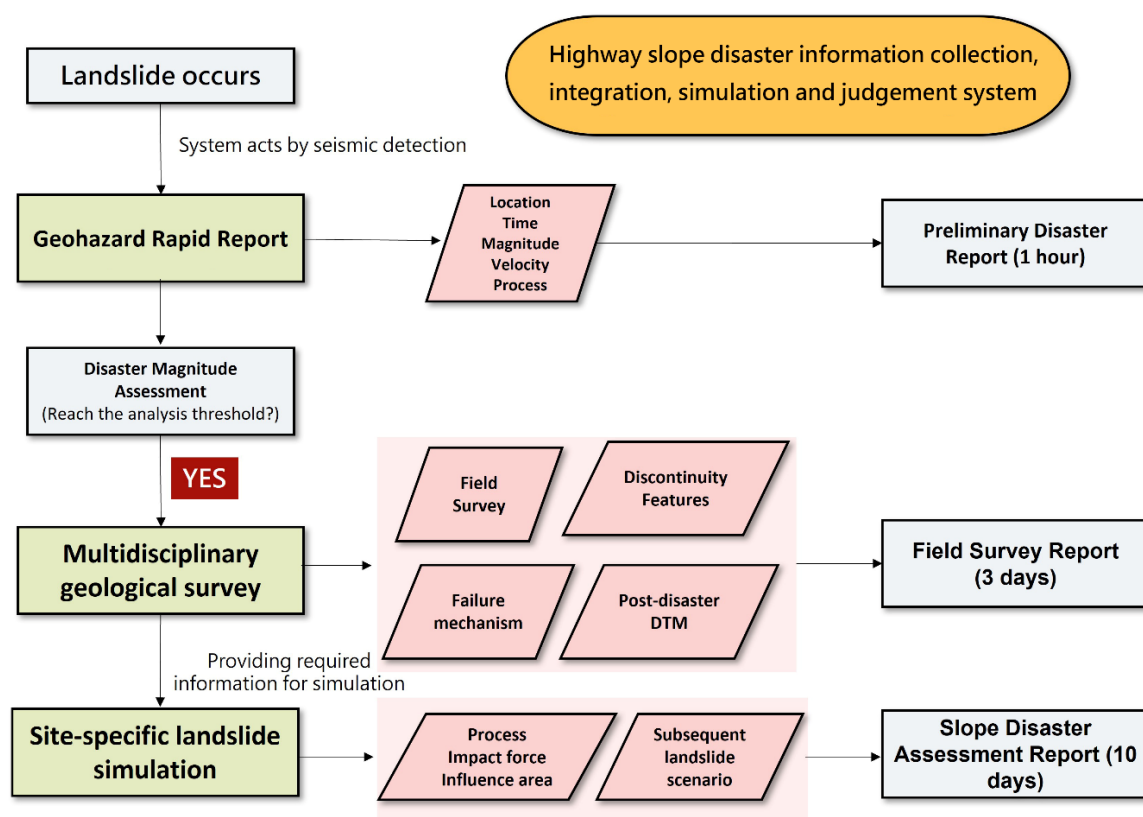 Landslide occurs
Highway slope disaster information collection,
integration, simulation and judgement system
System acts by seismic detection
Geohazard Rapid Report
Location
Time
Magnitude
Velocity
Process
Preliminary Disaster
Report (1 hour)
Disaster Magnitude
Assessment
(Reach the analysis threshold?)
YES
Multidisciplinary
geological survey
Field
Survey
Discontinuity
Features
Failure
mechanism
Post-disaster
DTM
Field Survey Report
(3 days)
Providing required
information for simulation
Site-specific landslide
simulation
Process
Impact force
Influence area
Subsequent
landslide
scenario
Slope Disaster
Assessment Report (10
days)